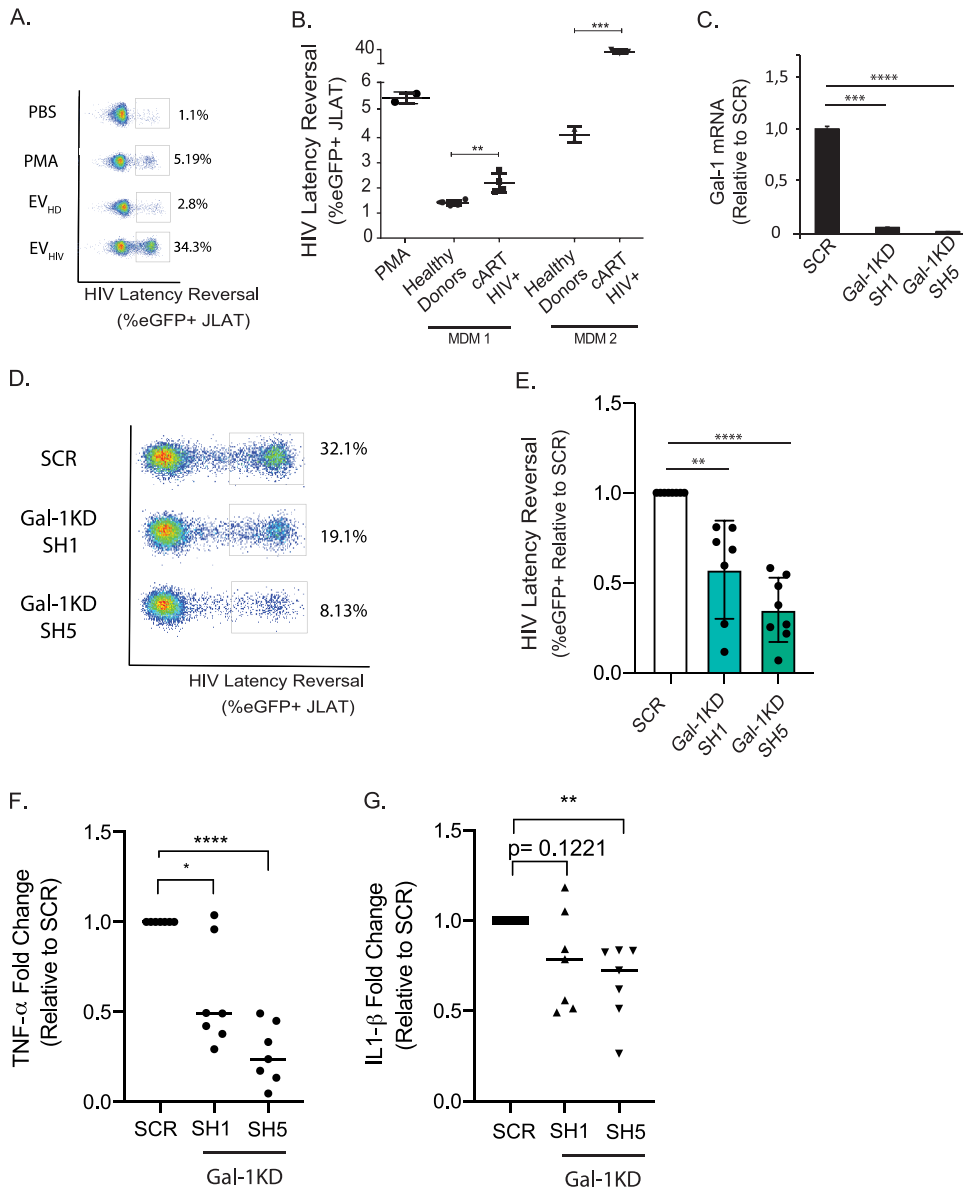 A.
PBS
1.1%
PMA
5.19%
EVHD
2.8%
EVHIV
34.3%
HIV Latency Reversal
(%eGFP+ JLAT)
B.
HIV Latency Reversal
(%eGFP+ JLAT)
40
6
5
4
3
2
1
0
**
***
PMA
Healthy
Donors
cART
HIV+
Healthy
Donors
cART
HIV+
MDM 1
MDM 2
C.
Gal-1 mRNA
(Relative to SCR)
1,5
1,0
0,5
0
****
***
SCR
Gal-1KD
SH1
Gal-1KD
SH5
D.
SCR
32.1%
Gal-1KD
SH1
19.1%
Gal-1KD
SH5
8.13%
HIV Latency Reversal
(%eGFP+ JLAT)
E.
HIV Latency Reversal
(%eGFP+ Relative to SCR)
1.5
1.0
0.5
0.0
****
**
SCR
Gal-1KD
SH1
Gal-1KD
SH5
F.
TNF-α Fold Change
(Relative to SCR)
1.5
1.0
0.5
0.0
****
*
SCR
SH1
SH5
Gal-1KD
G.
IL1-β Fold Change
(Relative to SCR)
1.5
1.0
0.5
0.0
**
p= 0.1221
SCR
SH1
SH5
Gal-1KD